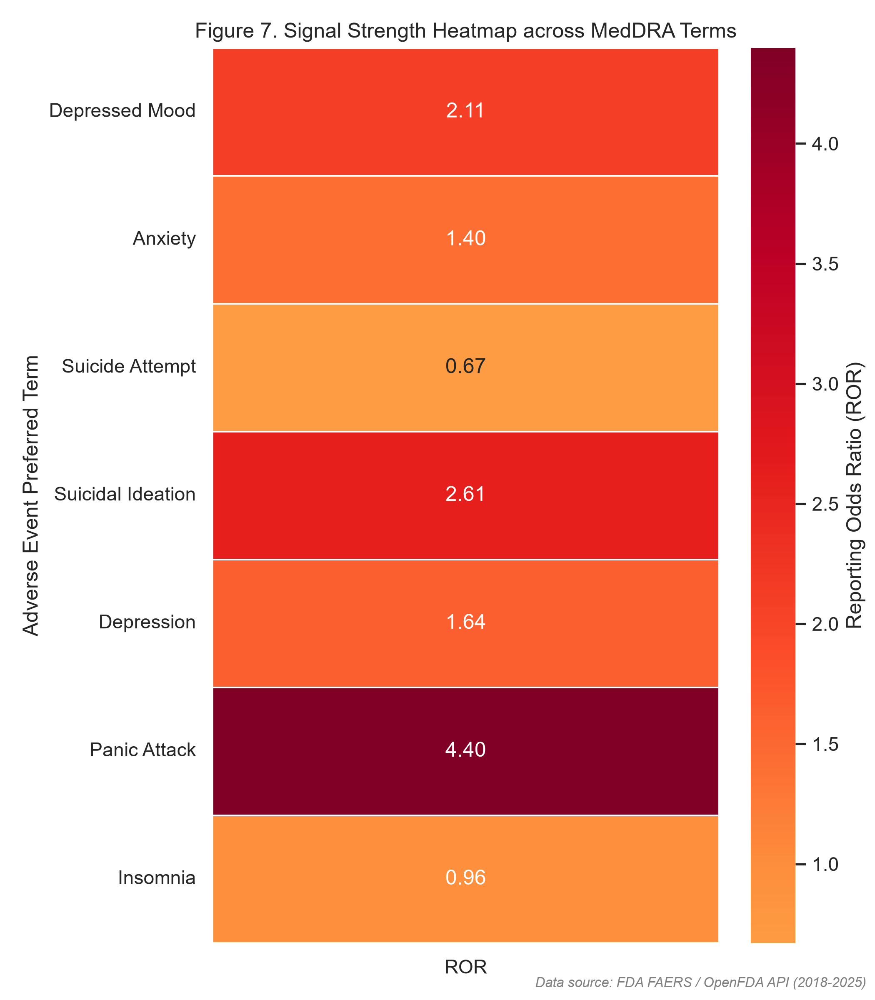 Figure 7. Signal Strength Heatmap across MedDRA Terms
Adverse Event Preferred Term
Depressed Mood
2.11
Anxiety
1.40
Suicide Attempt
0.67
Suicidal Ideation
2.61
Depression
1.64
Panic Attack
4.40
Insomnia
0.96
ROR
4.0
3.5
3.0
2.5
2.0
1.5
1.0
Reporting Odds Ratio (ROR)
Data source: FDA FAERS / OpenFDA API (2018-2025)